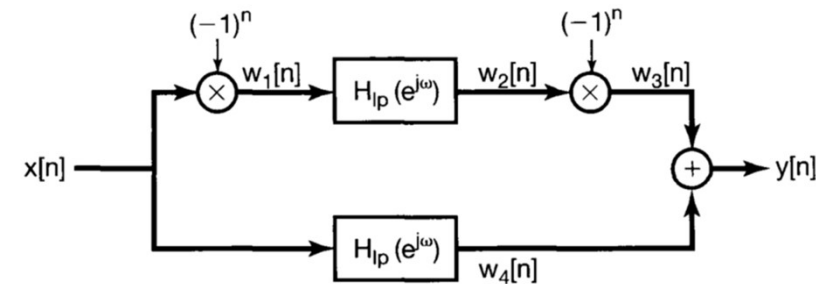 (−1)ⁿ (−1)ⁿ
w₁[n] H_lp(e^{jω}) w₂[n] w₃[n]
x[n] + y[n]
H_lp(e^{jω}) w₄[n]